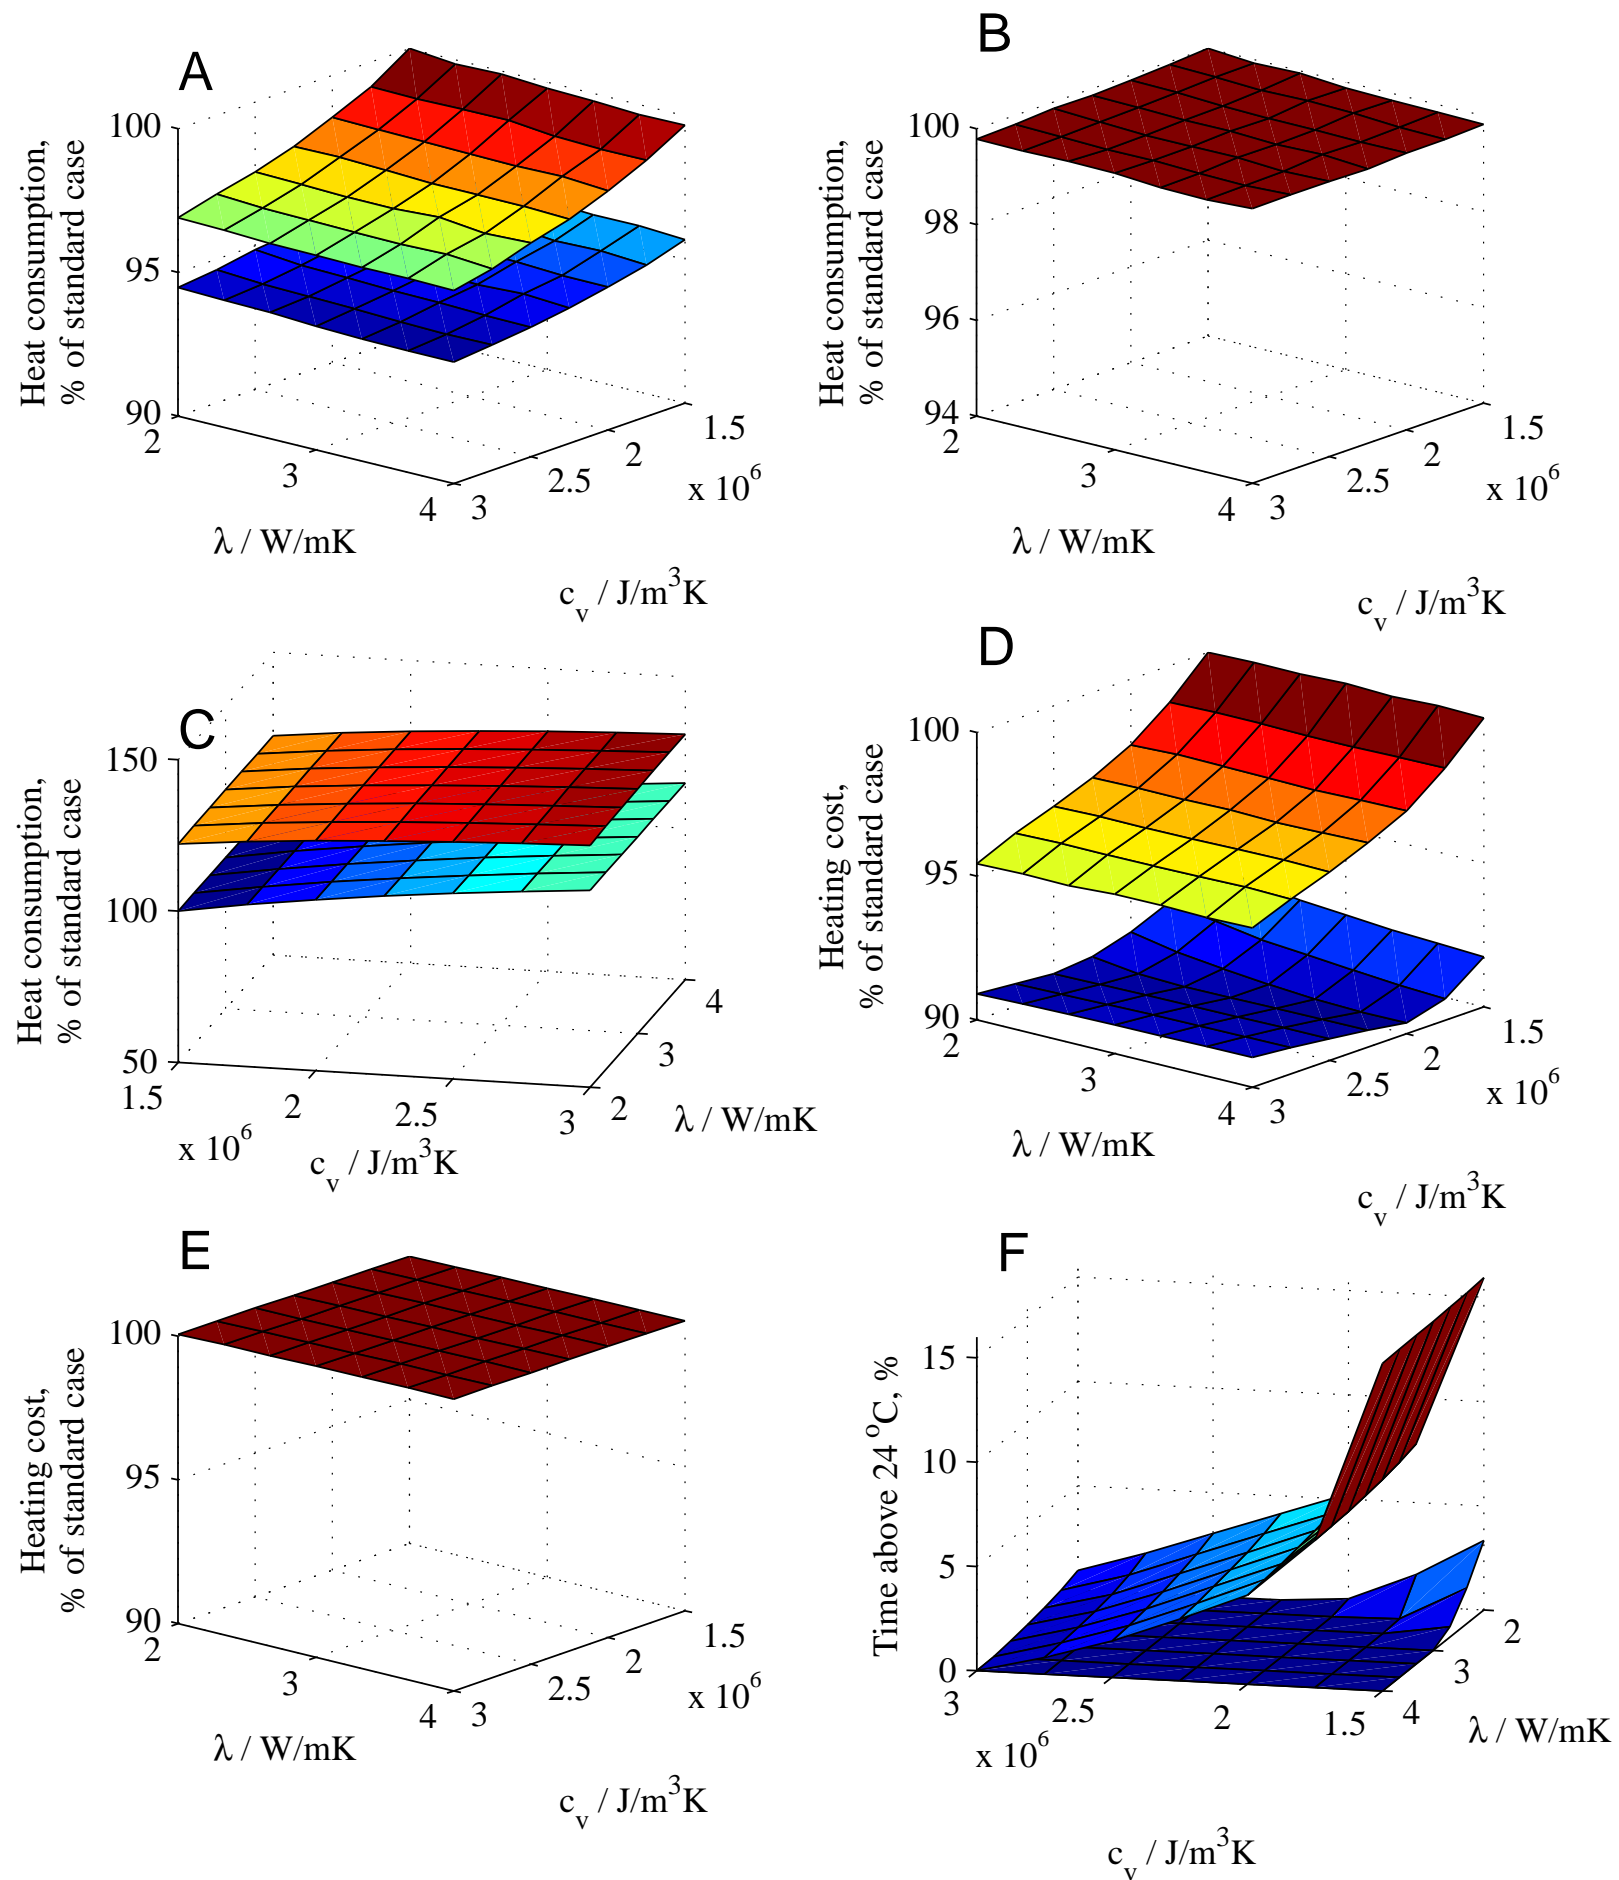 A
Heat consumption,
% of standard case
100
95
90
2
3
4
3
2.5
2
1.5
x 10^6
λ / W/mK
c_v / J/m^3K
B
Heat consumption,
% of standard case
100
98
96
94
2
3
4
3
2.5
2
1.5
x 10^6
λ / W/mK
c_v / J/m^3K
C
Heat consumption,
% of standard case
150
100
50
1.5
2
2.5
3
2
3
4
x 10^6
c_v / J/m^3K
λ / W/mK
D
Heating cost,
% of standard case
100
95
90
2
3
4
3
2.5
2
1.5
x 10^6
λ / W/mK
c_v / J/m^3K
E
Heating cost,
% of standard case
100
95
90
2
3
4
3
2.5
2
1.5
x 10^6
λ / W/mK
c_v / J/m^3K
F
Time above 24 °C, %
15
10
5
0
3
2.5
2
1.5
4
3
2
x 10^6
λ / W/mK
c_v / J/m^3K